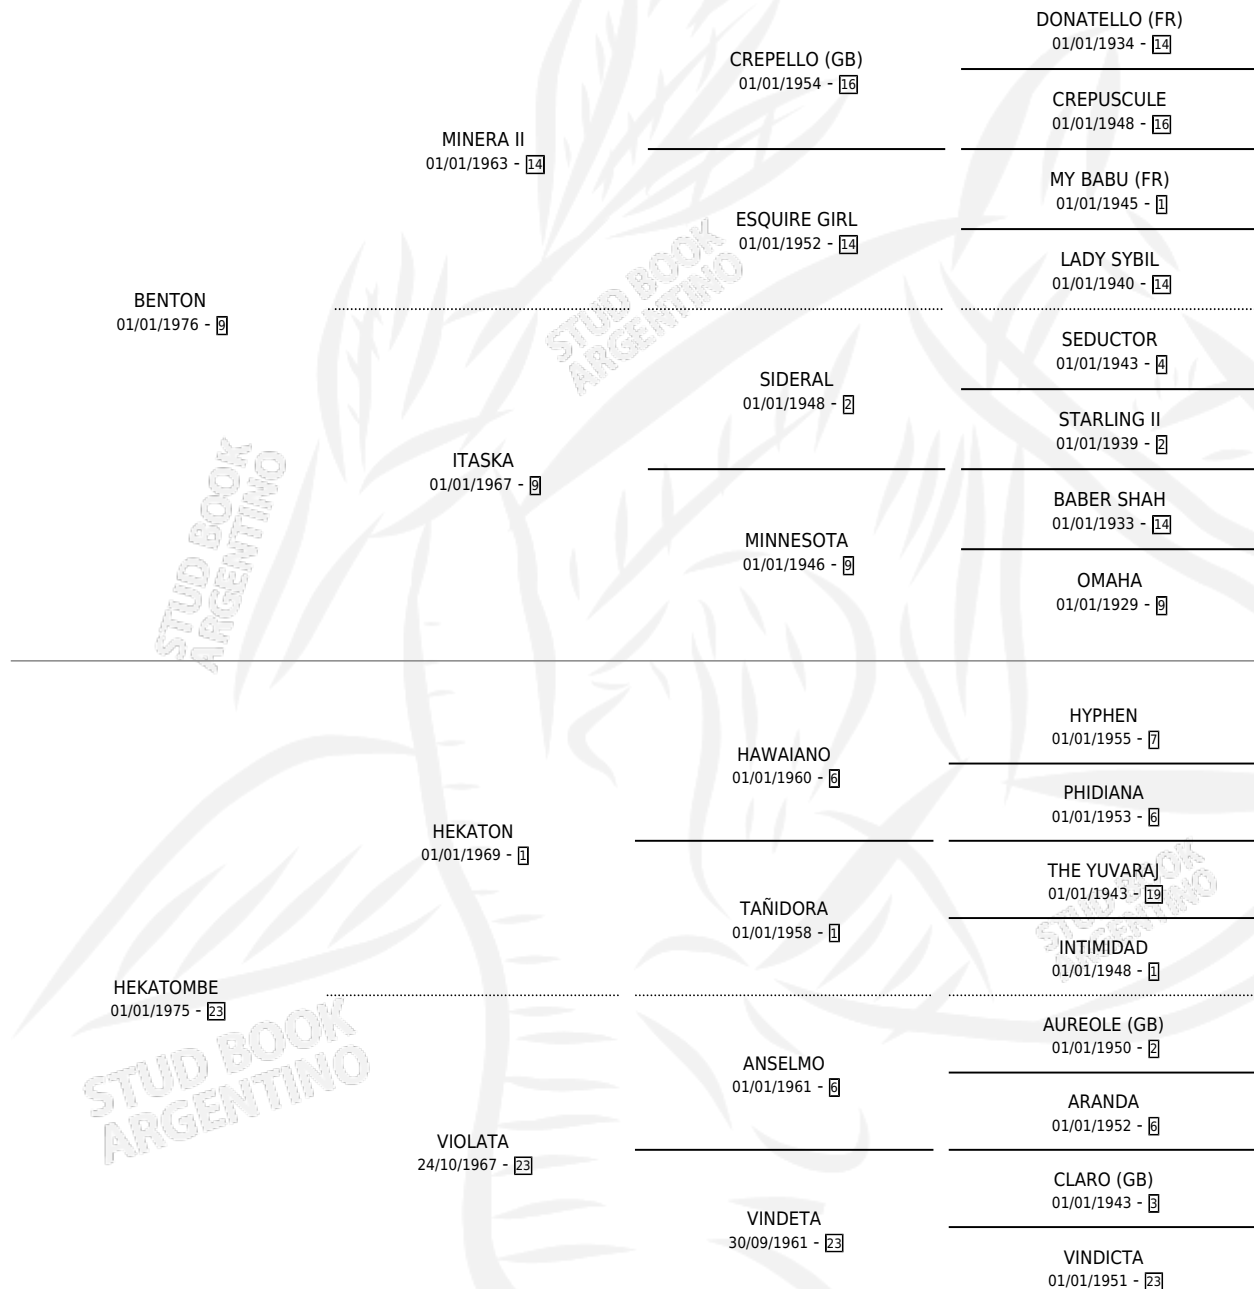 DONATELLO (FR)
01/01/1934 - 14
CREPELLO (GB)
01/01/1954 - 16
CREPUSCULE
01/01/1948 - 16
MINERA II
01/01/1963 - 14
MY BABU (FR)
01/01/1945 - 1
ESQUIRE GIRL
01/01/1952 - 14
LADY SYBIL
01/01/1940 - 14
BENTON
01/01/1976 - 9
STUD BOOK
ARGENTINO
SEDUCTOR
01/01/1943 - 4
SIDERAL
01/01/1948 - 2
STARLING II
01/01/1939 - 2
ITASKA
01/01/1967 - 9
STUD BOOK
ARGENTINO
BABER SHAH
01/01/1933 - 14
MINNESOTA
01/01/1946 - 9
OMAHA
01/01/1929 - 9
HYPHEN
01/01/1955 - 7
HAWAIANO
01/01/1960 - 6
PHIDIANA
01/01/1953 - 6
HEKATON
01/01/1969 - 1
THE YUVARAJ
01/01/1943 - 19
STUD BOOK
ARGENTINO
TAÑIDORA
01/01/1958 - 1
INTIMIDAD
01/01/1948 - 1
HEKATOMBE
01/01/1975 - 23
STUD BOOK
ARGENTINO
AUREOLE (GB)
01/01/1950 - 2
ANSELMO
01/01/1961 - 6
ARANDA
01/01/1952 - 6
VIOLATA
24/10/1967 - 23
CLARO (GB)
01/01/1943 - 3
VINDETA
30/09/1961 - 23
VINDICTA
01/01/1951 - 23